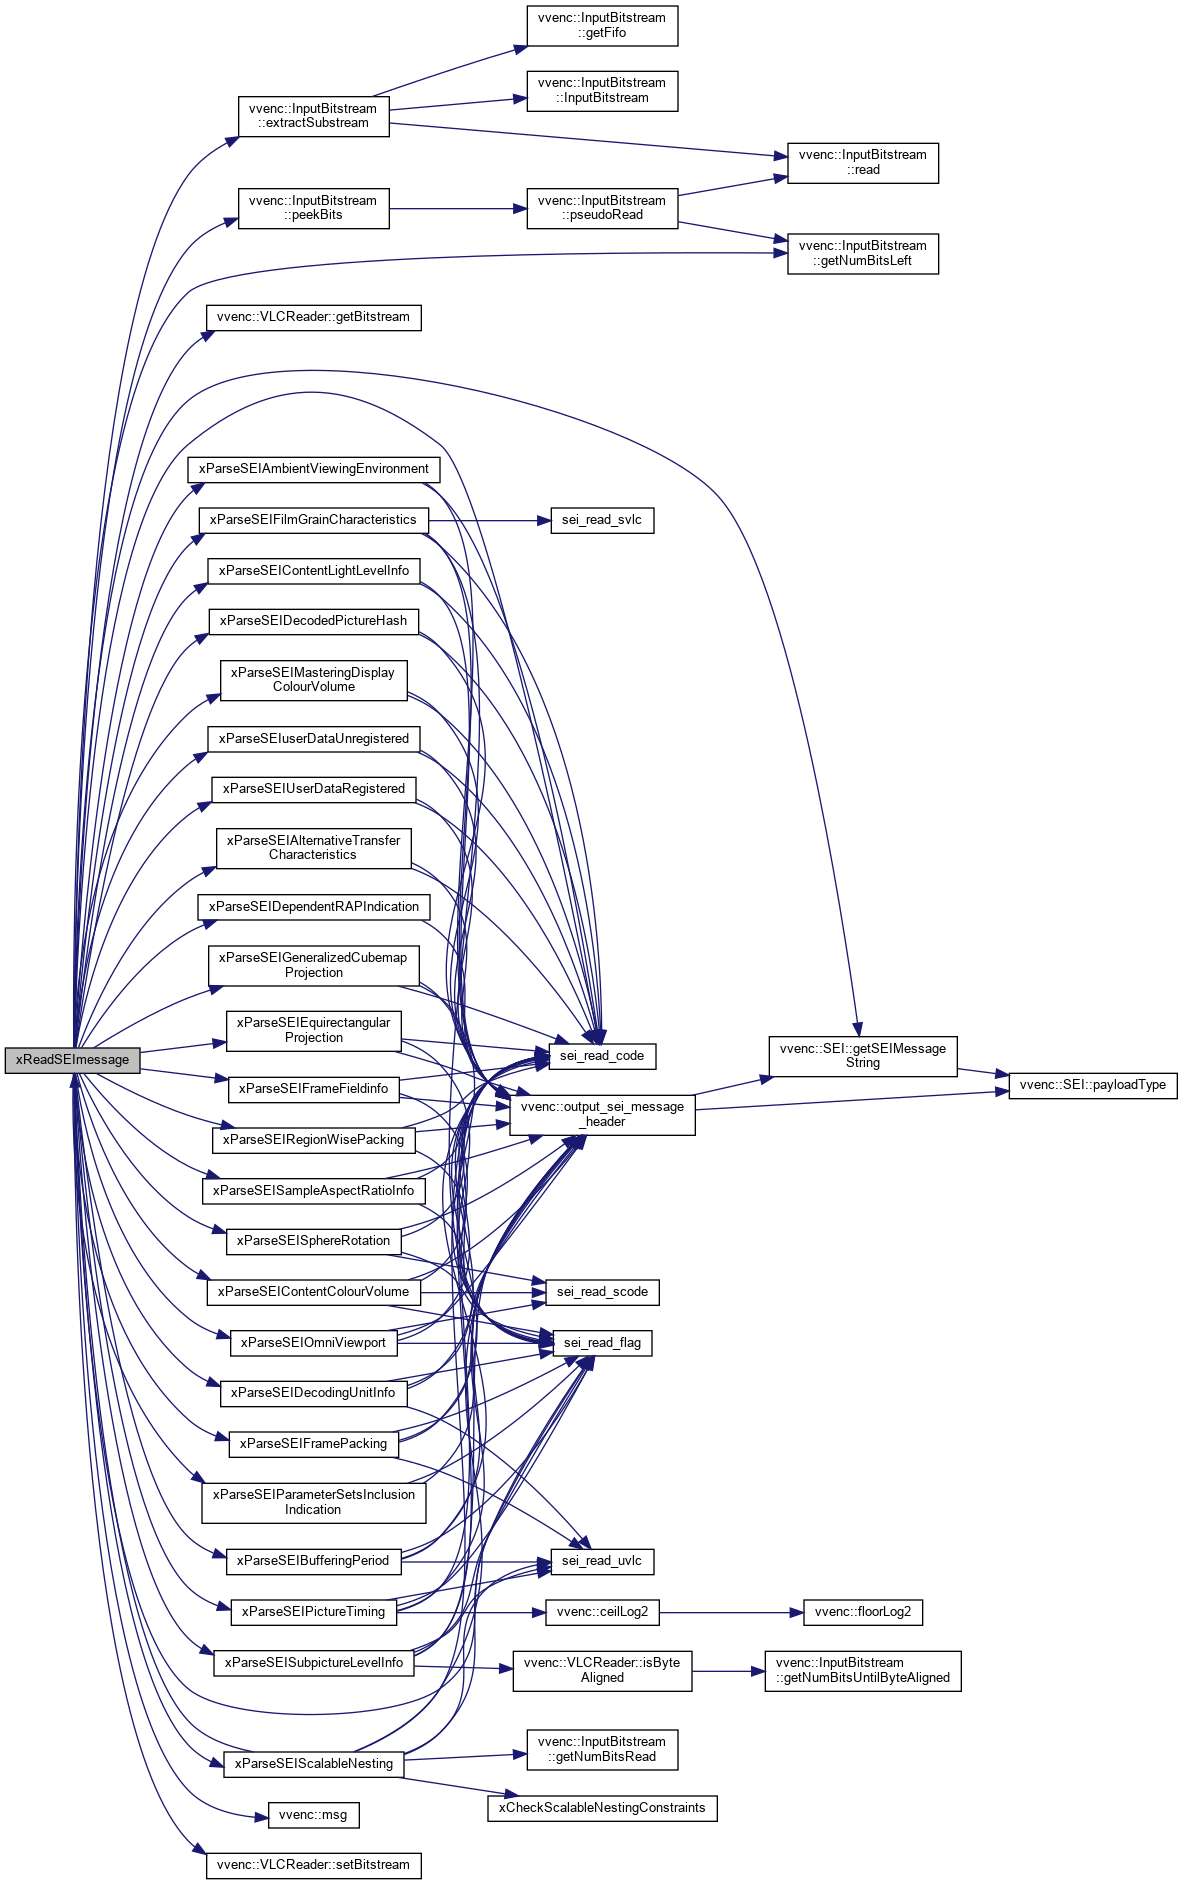 vvenc::InputBitstream
::getFifo
vvenc::InputBitstream
::InputBitstream
vvenc::InputBitstream
::extractSubstream
vvenc::InputBitstream
::read
vvenc::InputBitstream
::peekBits
vvenc::InputBitstream
::pseudoRead
vvenc::InputBitstream
::getNumBitsLeft
vvenc::VLCReader::getBitstream
xParseSEIAmbientViewingEnvironment
xParseSEIFilmGrainCharacteristics
sei_read_svlc
xParseSEIContentLightLevelInfo
xParseSEIDecodedPictureHash
xParseSEIMasteringDisplay
ColourVolume
xParseSEIuserDataUnregistered
xParseSEIUserDataRegistered
xParseSEIAlternativeTransfer
Characteristics
xParseSEIDependentRAPIndication
xParseSEIGeneralizedCubemap
Projection
xParseSEIEquirectangular
Projection
xReadSEImessage
sei_read_code
vvenc::SEI::getSEIMessage
String
vvenc::SEI::payloadType
xParseSEIFrameFieldinfo
vvenc::output_sei_message
_header
xParseSEIRegionWisePacking
xParseSEISampleAspectRatioInfo
xParseSEISphereRotation
xParseSEIContentColourVolume
sei_read_scode
xParseSEIOmniViewport
sei_read_flag
xParseSEIDecodingUnitInfo
xParseSEIFramePacking
xParseSEIParameterSetsInclusion
Indication
xParseSEIBufferingPeriod
sei_read_uvlc
xParseSEIPictureTiming
vvenc::ceilLog2
vvenc::floorLog2
xParseSEISubpictureLevelInfo
vvenc::VLCReader::isByte
Aligned
vvenc::InputBitstream
::getNumBitsUntilByteAligned
xParseSEIScalableNesting
vvenc::InputBitstream
::getNumBitsRead
xCheckScalableNestingConstraints
vvenc::msg
vvenc::VLCReader::setBitstream